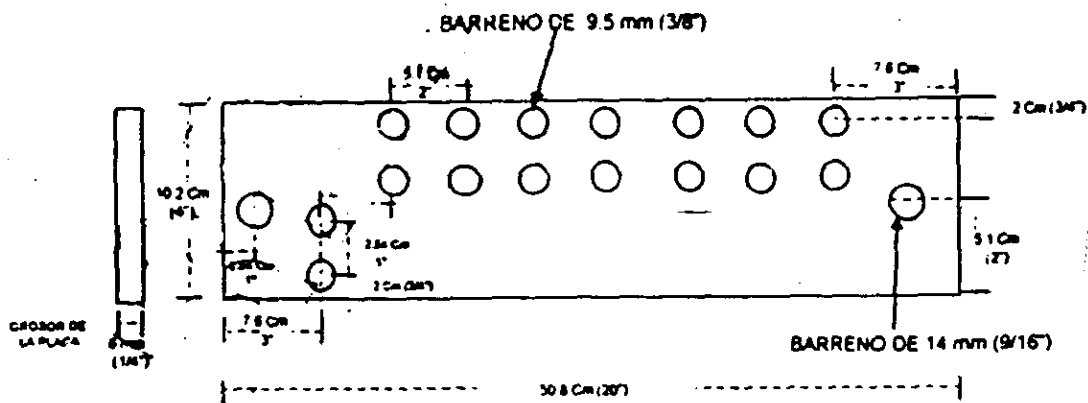 BARRENO DE 9.5 mm (3/8")
2"
7.6 Cm
3"
2 Cm (3/4")
10.2 Cm
(4")
2.54 Cm
1"
5.1 Cm
(2")
1"
2 Cm (3/4")
7.6 Cm
3"
GROSOR DE
LA PLACA
(1/4")
BARRENO DE 14 mm (9/16")
50.8 Cm (20")